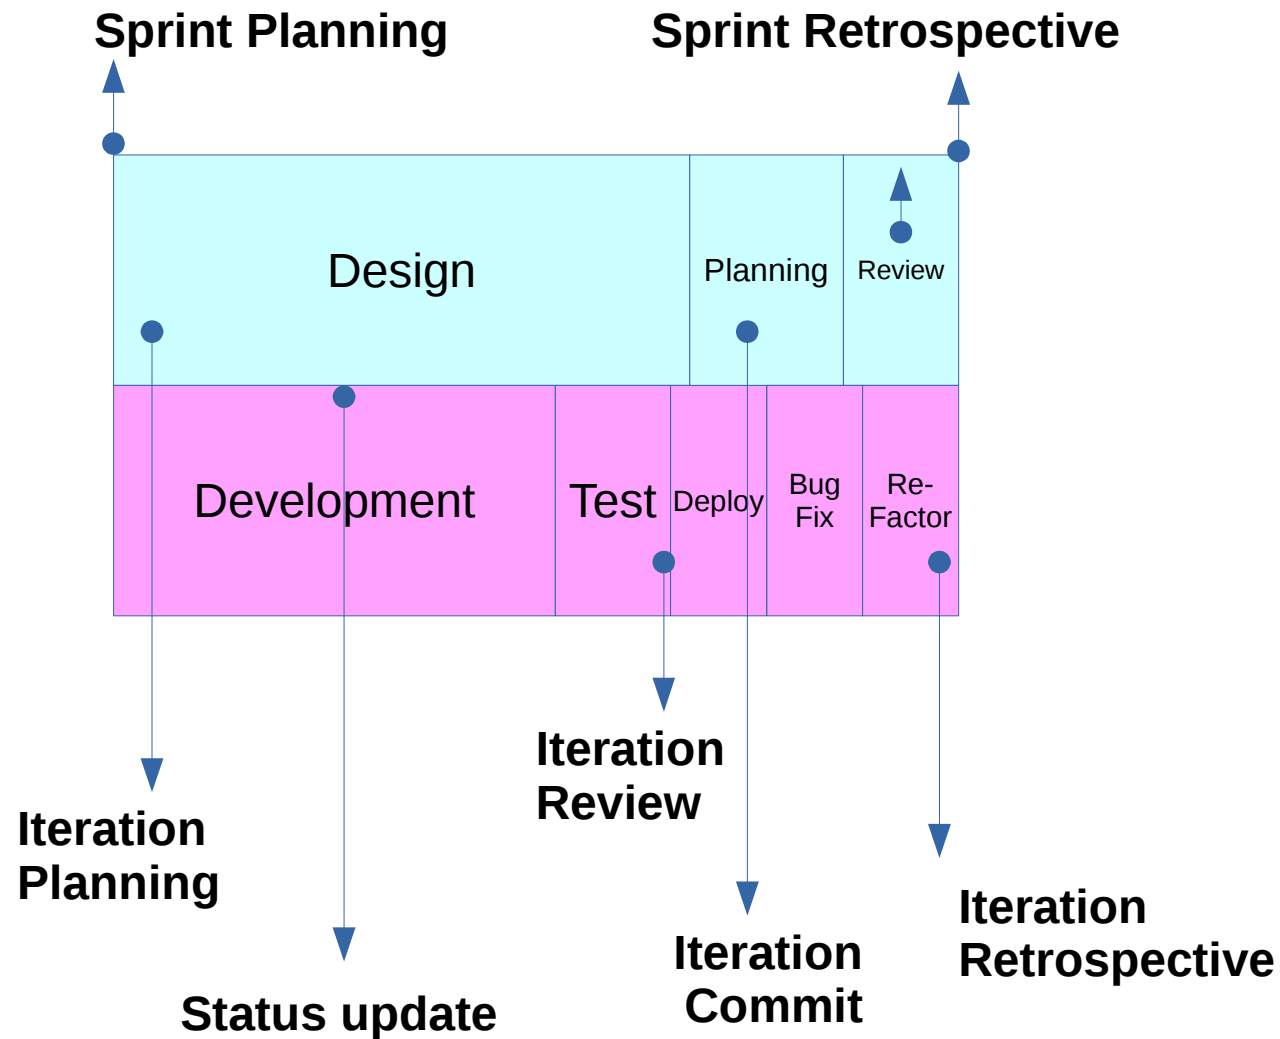 Sprint Planning
Sprint Retrospective
Design
Planning
Review
Development
Test
Deploy
Bug
Fix
Re-
Factor
Iteration
Review
Iteration
Planning
Iteration
Retrospective
Iteration
Commit
Status update